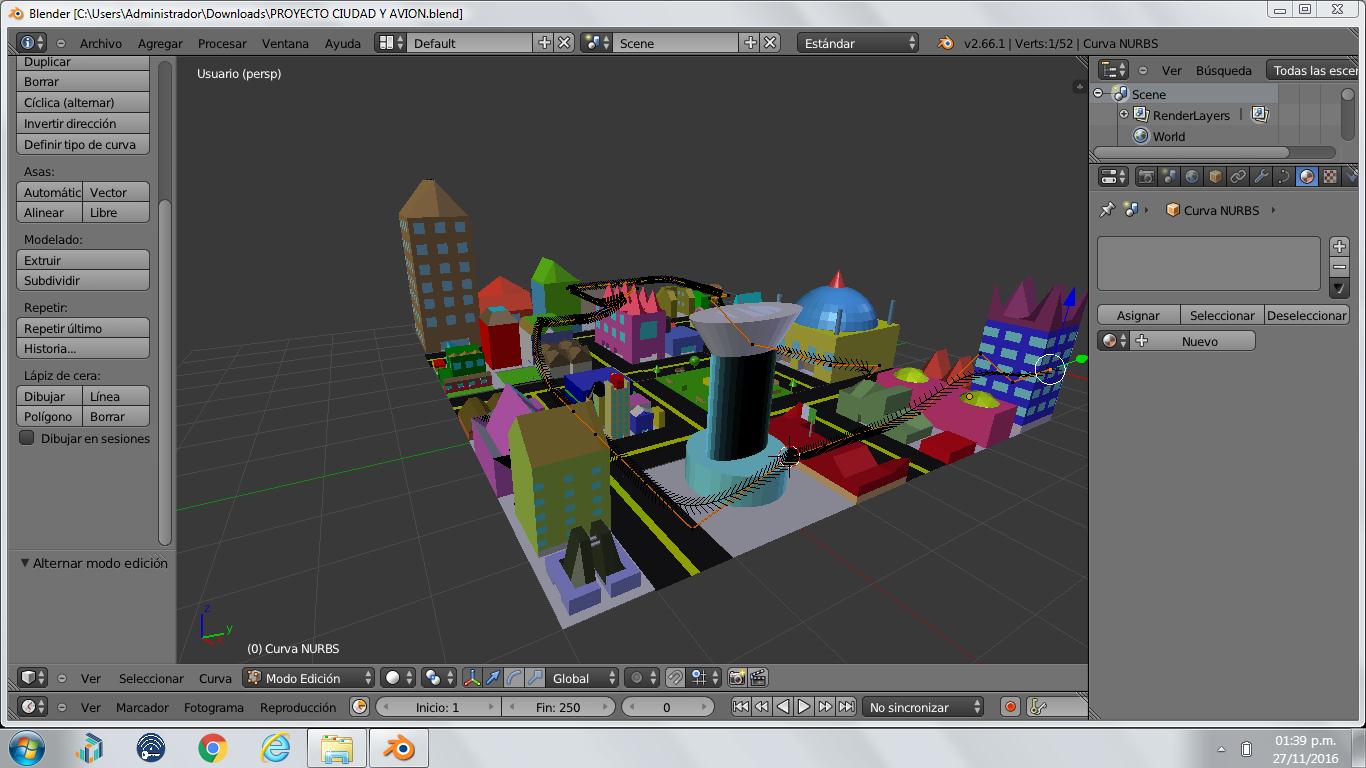 Blender [C:\Users\Administrador\Downloads\PROYECTO CIUDAD Y AVION.blend]
Archivo Agregar Procesar Ventana Ayuda Default Scene Estándar v2.66.1 | Verts:1/52 | Curva NURBS
Duplicar
Borrar
Cíclica (alternar)
Invertir dirección
Definir tipo de curva
Asas:
Automátic Vector
Alinear Libre
Modelado:
Extruir
Subdividir
Repetir:
Repetir último
Historia...
Lápiz de cera:
Dibujar Línea
Polígono Borrar
Dibujar en sesiones
Alternar modo edición
Usuario (persp)
z
y
x
(0) Curva NURBS
Ver Búsqueda Todas las escer
Scene
RenderLayers |
World
Curva NURBS
Asignar Seleccionar Deseleccionar
Nuevo
Ver Seleccionar Curva Modo Edición Global
Ver Marcador Fotograma Reproducción Inicio: 1 Fin: 250 0 No sincronizar
01:39 p.m.
27/11/2016